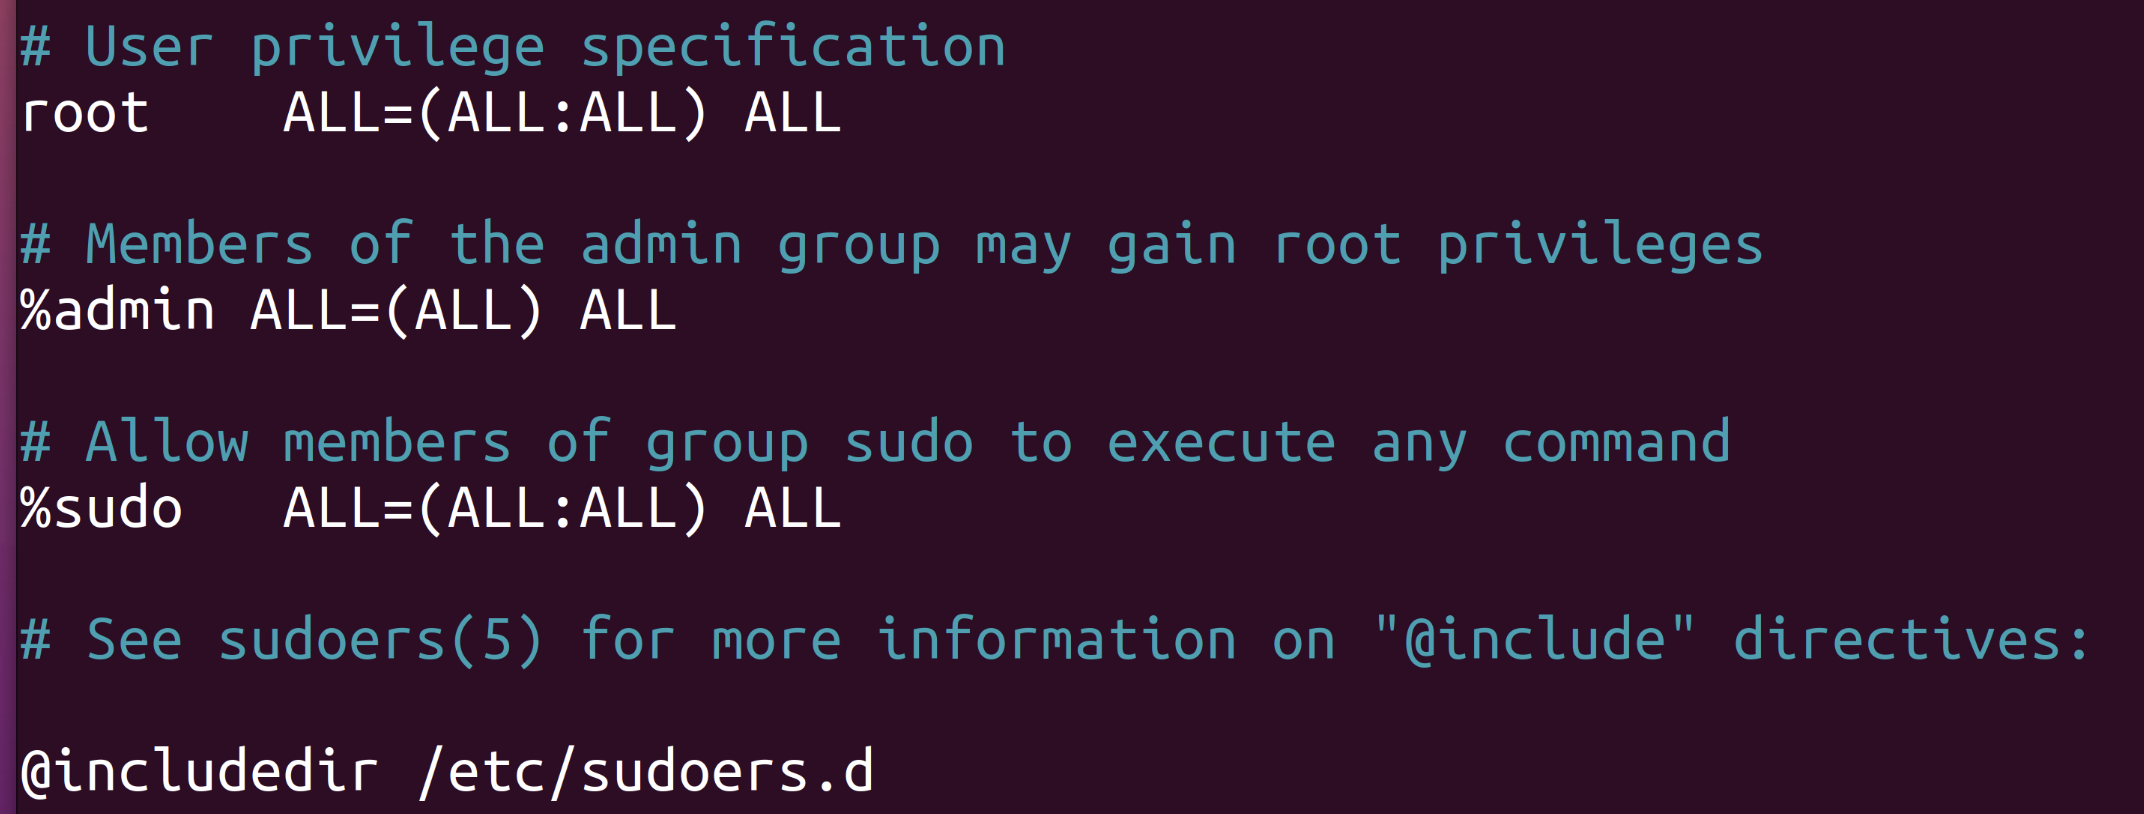 # User privilege specification
root    ALL=(ALL:ALL) ALL
# Members of the admin group may gain root privileges
%admin ALL=(ALL) ALL
# Allow members of group sudo to execute any command
%sudo   ALL=(ALL:ALL) ALL
# See sudoers(5) for more information on "@include" directives:
@includedir /etc/sudoers.d